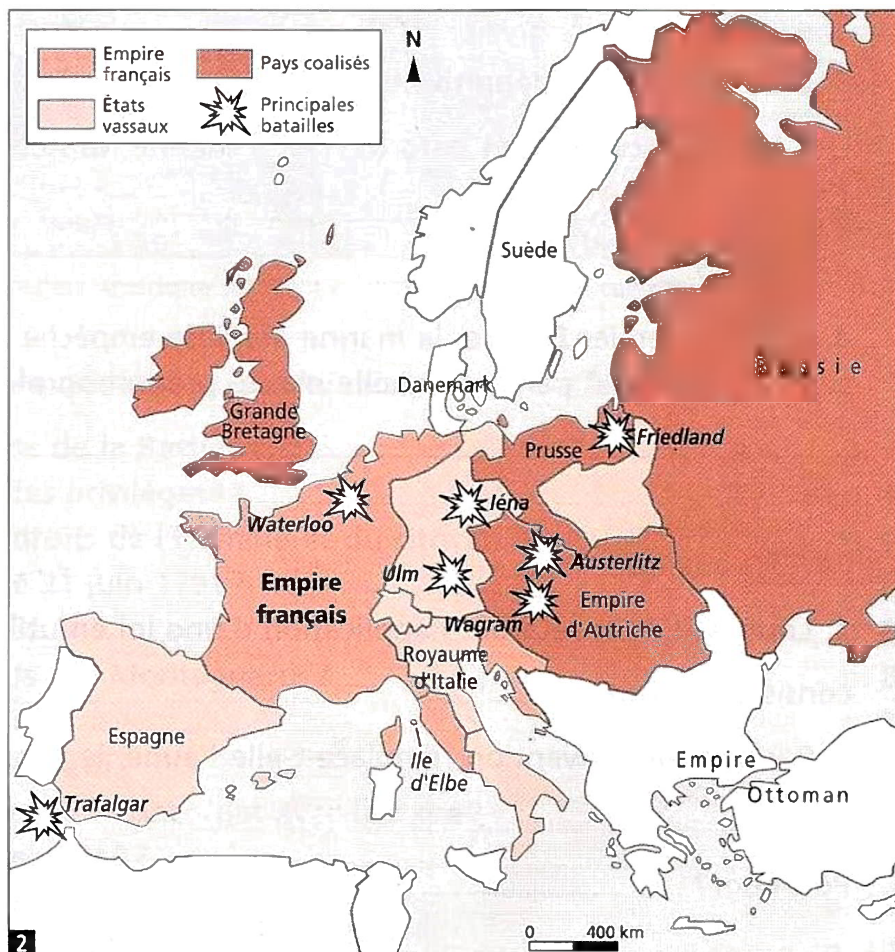 Empire
français
Pays coalisés
États
vassaux
Principales
batailles
N
Suède
Russie
Danemark
Grande
Bretagne
Prusse
Friedland
Waterloo
Iéna
Ulm
Austerlitz
Empire
français
Wagram
Empire
d'Autriche
Royaume
d'Italie
Espagne
Ile
d'Elbe
Empire
Ottoman
Trafalgar
2
0 400 km